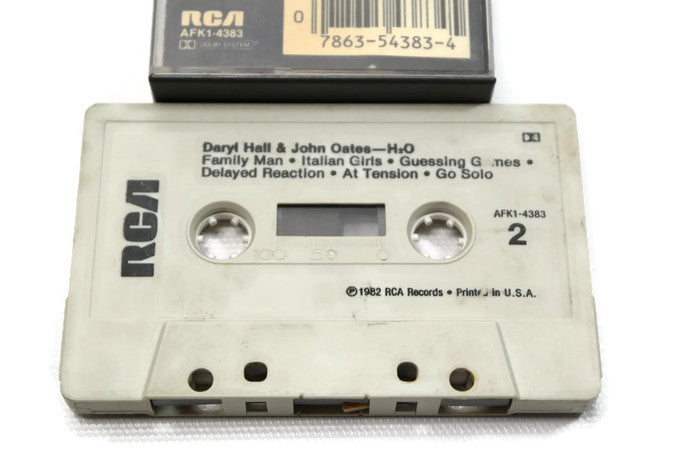 RCA
AFK1-4383
DOLBY SYSTEM
0 7863-54383-4
Daryl Hall & John Oates—H₂O
Family Man • Italian Girls • Guessing G mes •
Delayed Reaction • At Tension • Go Solo
RCA
AFK1-4383
2
100 50 0
℗1982 RCA Records • Printed in U.S.A.